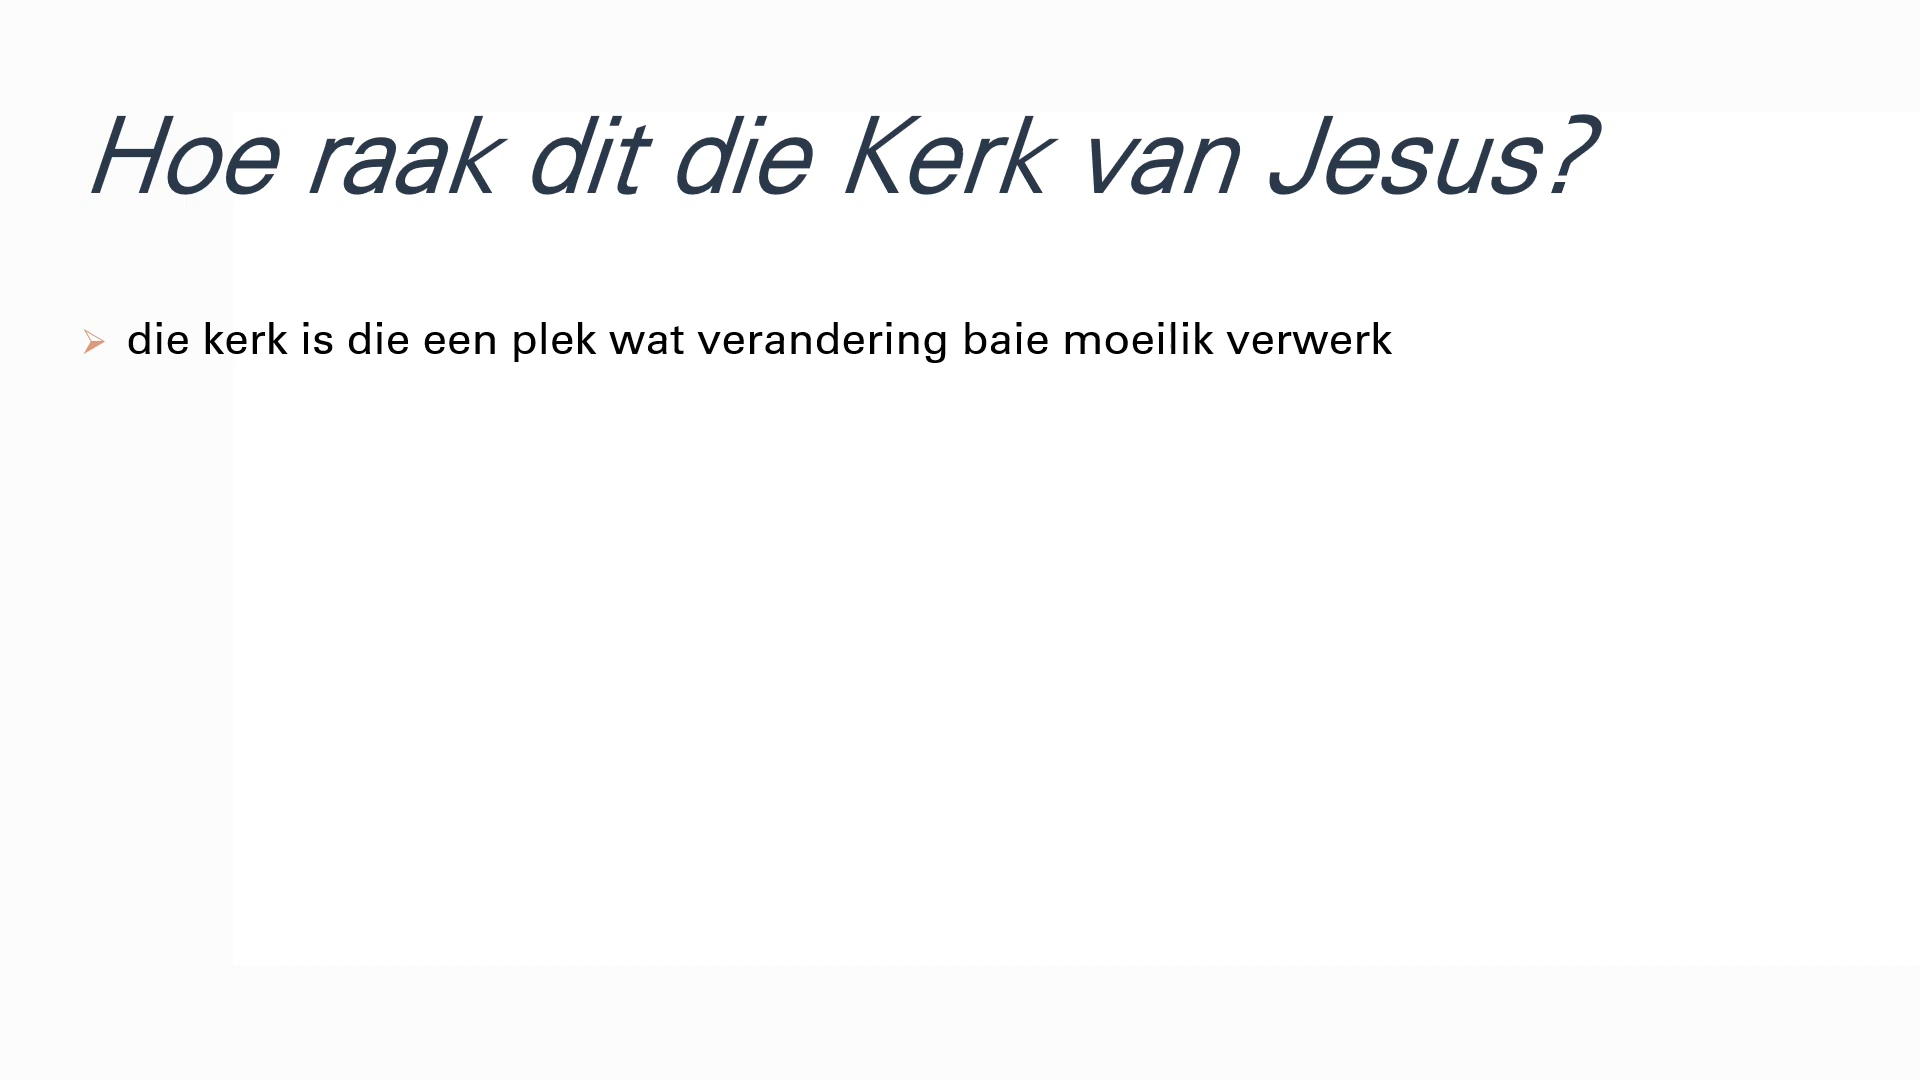 Hoe raak dit die Kerk van Jesus?
die kerk is die een plek wat verandering baie moeilik verwerk